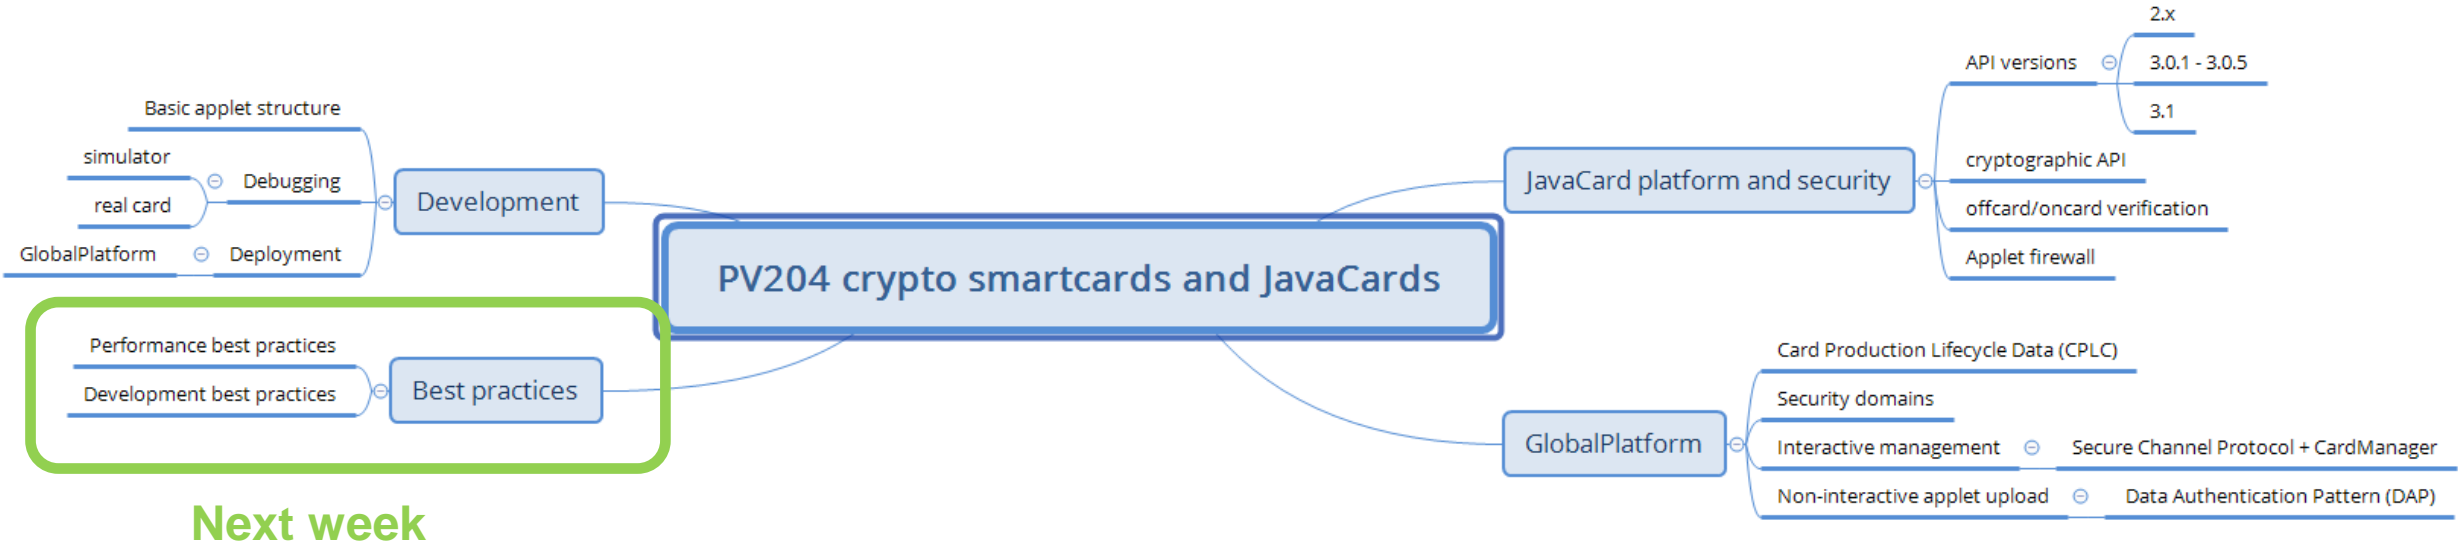 PV204 crypto smartcards and JavaCards
Development
Basic applet structure
Debugging
simulator
real card
Deployment
GlobalPlatform
Best practices
Performance best practices
Development best practices
Next week
JavaCard platform and security
API versions
2.x
3.0.1 - 3.0.5
3.1
cryptographic API
offcard/oncard verification
Applet firewall
GlobalPlatform
Card Production Lifecycle Data (CPLC)
Security domains
Interactive management
Secure Channel Protocol + CardManager
Non-interactive applet upload
Data Authentication Pattern (DAP)